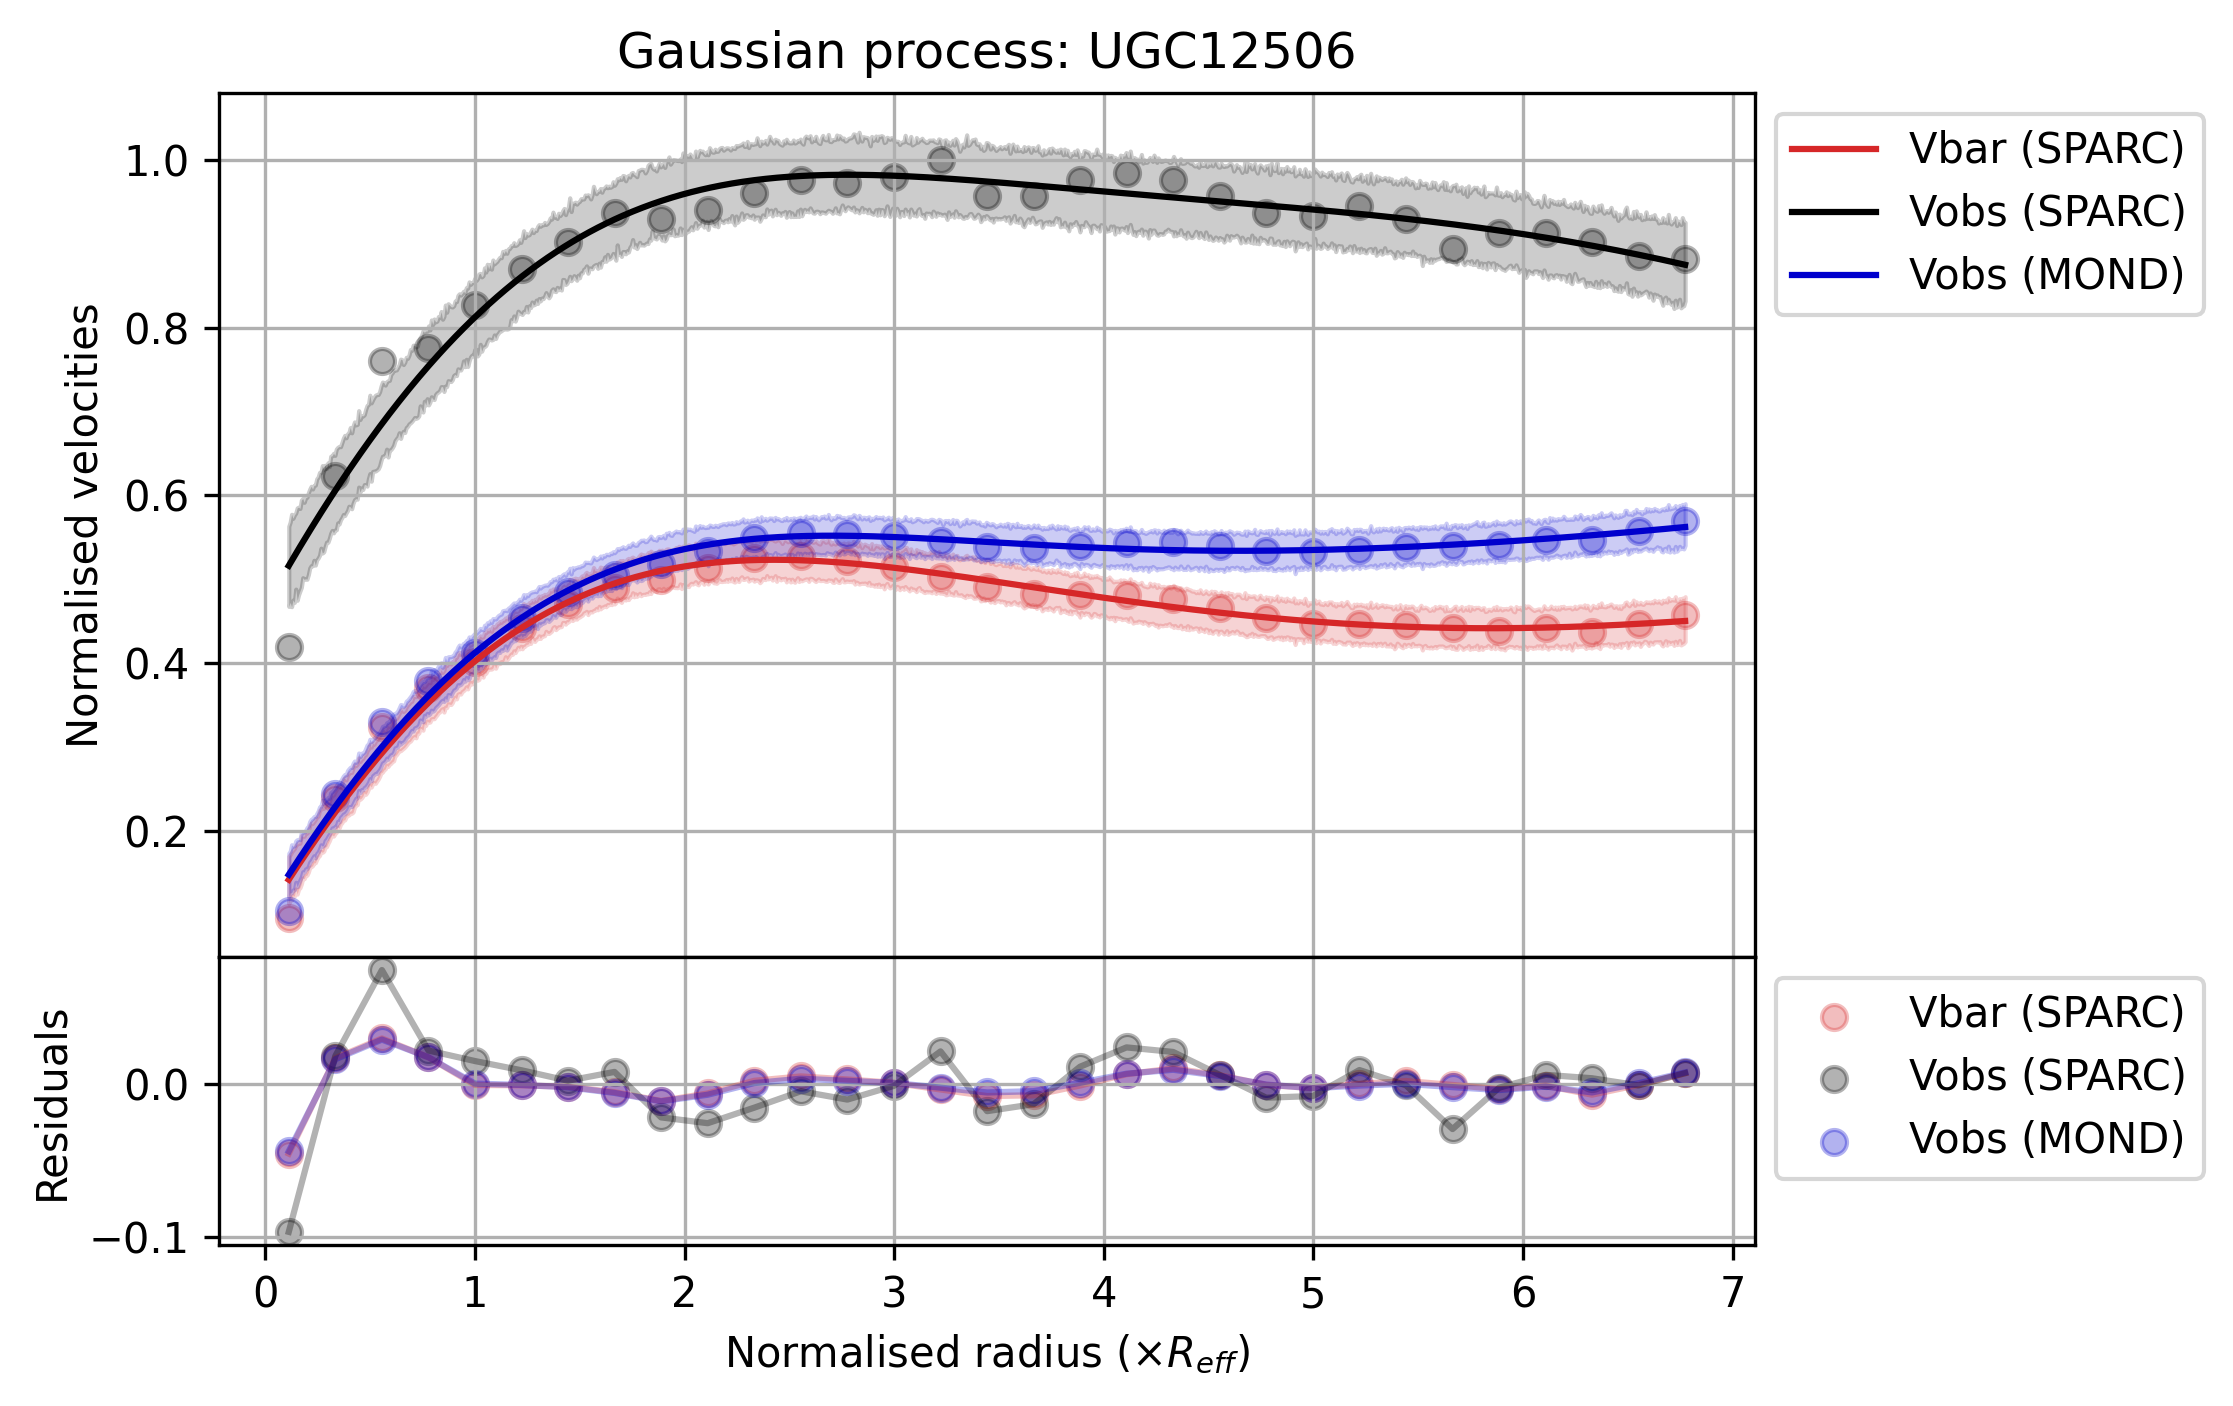 Gaussian process: UGC12506
Normalised velocities
1.0
0.8
0.6
0.4
0.2
Vbar (SPARC)
Vobs (SPARC)
Vobs (MOND)
Residuals
0.0
−0.1
Vbar (SPARC)
Vobs (SPARC)
Vobs (MOND)
0 1 2 3 4 5 6 7
Normalised radius (×R_eff)